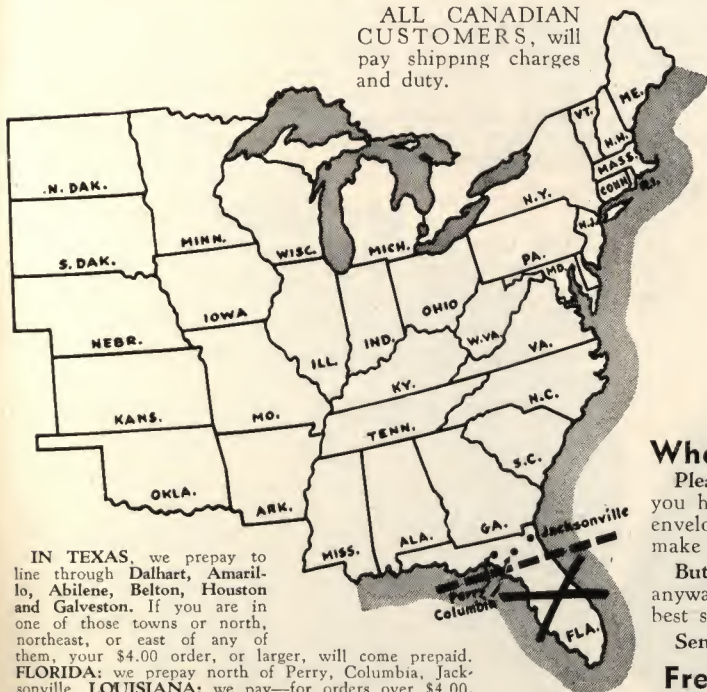 ALL CANADIAN
CUSTOMERS, will
pay shipping charges
and duty.
N. DAK.
S. DAK.
NEBR.
KANS.
OKLA.
MINN.
IOWA
MO.
ARK.
WISC.
ILL.
MICH.
IND.
OHIO
KY.
TENN.
MISS.
ALA.
GA.
FLA.
S.C.
N.C.
VA.
W.VA.
PA.
MD.
N.J.
N.Y.
CONN.
R.I.
MASS.
VT.
N.H.
ME.
Jacksonville
Perry
Columbia
IN TEXAS, we prepay to
line through Dalhart, Amaril-
lo, Abilene, Belton, Houston
and Galveston. If you are in
one of those towns or north,
northeast, or east of any of
them, your $4.00 order, or larger, will come prepaid.
FLORIDA: we prepay north of Perry, Columbia, Jack-
sonville. LOUISIANA: we pay—for orders over $4.00,
Whe
Plea
you h
envelo
make
But
anywa
best s
Sen
Fre